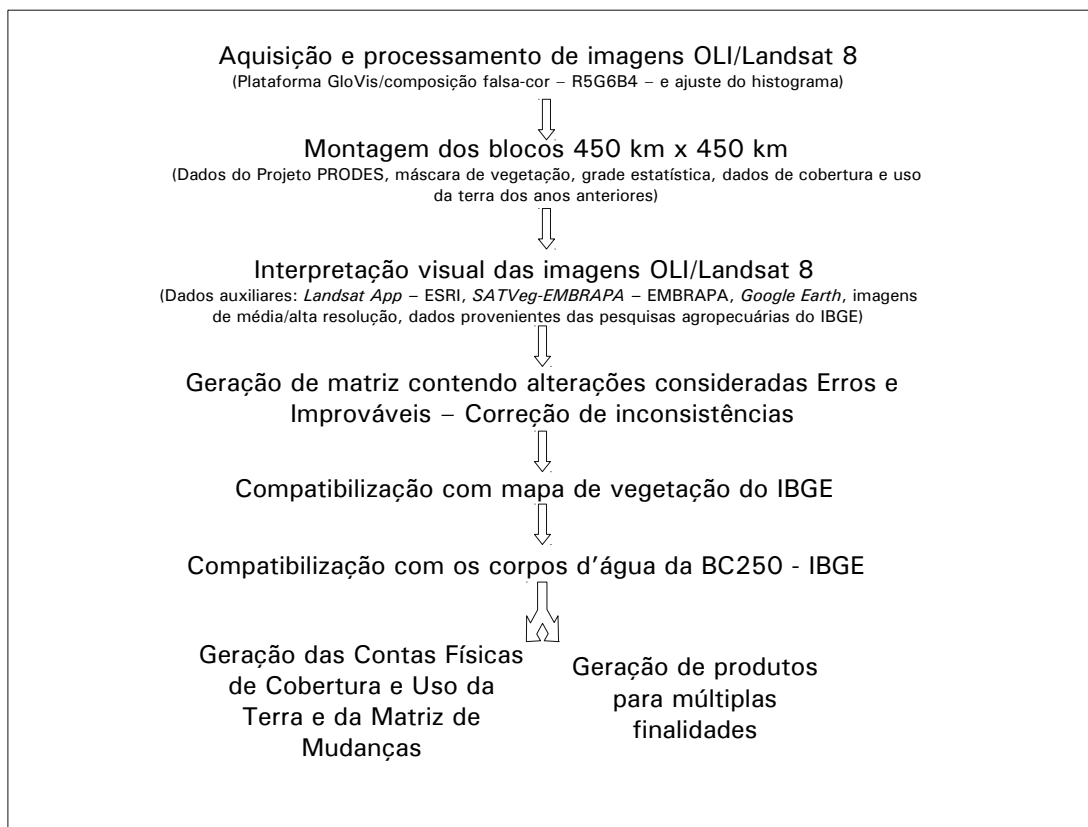 Aquisição e processamento de imagens OLI/Landsat 8
(Plataforma GloVis/composição falsa-cor – R5G6B4 – e ajuste do histograma)
Montagem dos blocos 450 km x 450 km
(Dados do Projeto PRODES, máscara de vegetação, grade estatística, dados de cobertura e uso
da terra dos anos anteriores)
Interpretação visual das imagens OLI/Landsat 8
(Dados auxiliares: Landsat App – ESRI, SATVeg-EMBRAPA – EMBRAPA, Google Earth, imagens
de média/alta resolução, dados provenientes das pesquisas agropecuárias do IBGE)
Geração de matriz contendo alterações consideradas Erros e
Improváveis – Correção de inconsistências
Compatibilização com mapa de vegetação do IBGE
Compatibilização com os corpos d’água da BC250 - IBGE
Geração das Contas Físicas
de Cobertura e Uso da
Terra e da Matriz de
Mudanças
Geração de produtos
para múltiplas
finalidades